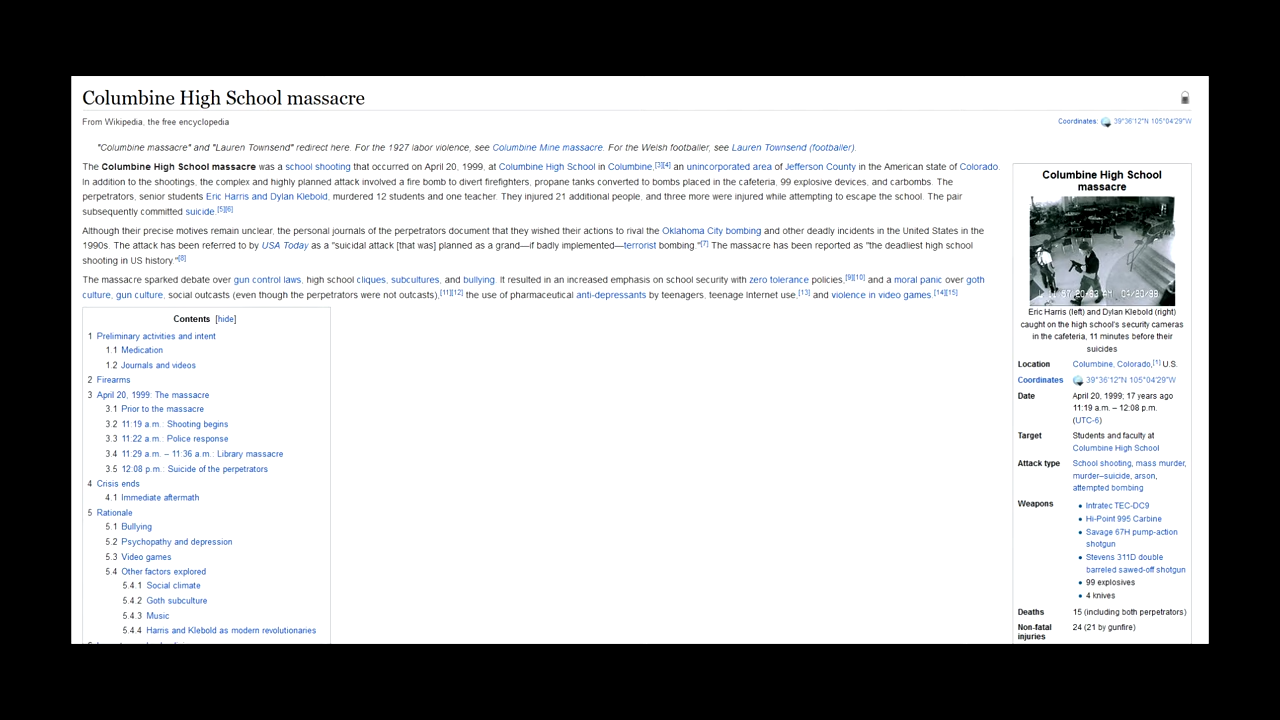 Columbine High School massacre
From Wikipedia, the free encyclopedia
Coordinates: 39°36′12″N 105°04′29″W
"Columbine massacre" and "Lauren Townsend" redirect here. For the 1927 labor violence, see Columbine Mine massacre. For the Welsh footballer, see Lauren Townsend (footballer).
The Columbine High School massacre was a school shooting that occurred on April 20, 1999, at Columbine High School in Columbine,[3][4] an unincorporated area of Jefferson County in the American state of Colorado.
In addition to the shootings, the complex and highly planned attack involved a fire bomb to divert firefighters, propane tanks converted to bombs placed in the cafeteria, 99 explosive devices, and carbombs. The
perpetrators, senior students Eric Harris and Dylan Klebold, murdered 12 students and one teacher. They injured 21 additional people, and three more were injured while attempting to escape the school. The pair
subsequently committed suicide.[5][6]
Although their precise motives remain unclear, the personal journals of the perpetrators document that they wished their actions to rival the Oklahoma City bombing and other deadly incidents in the United States in the
1990s. The attack has been referred to by USA Today as a "suicidal attack [that was] planned as a grand—if badly implemented—terrorist bombing."[7] The massacre has been reported as "the deadliest high school
shooting in US history."[8]
The massacre sparked debate over gun control laws, high school cliques, subcultures, and bullying. It resulted in an increased emphasis on school security with zero tolerance policies,[9][10] and a moral panic over goth
culture, gun culture, social outcasts (even though the perpetrators were not outcasts),[11][12] the use of pharmaceutical anti-depressants by teenagers, teenage Internet use,[13] and violence in video games.[14][15]
Contents [hide]
1 Preliminary activities and intent
1.1 Medication
1.2 Journals and videos
2 Firearms
3 April 20, 1999: The massacre
3.1 Prior to the massacre
3.2 11:19 a.m.: Shooting begins
3.3 11:22 a.m.: Police response
3.4 11:29 a.m. – 11:36 a.m.: Library massacre
3.5 12:08 p.m.: Suicide of the perpetrators
4 Crisis ends
4.1 Immediate aftermath
5 Rationale
5.1 Bullying
5.2 Psychopathy and depression
5.3 Video games
5.4 Other factors explored
5.4.1 Social climate
5.4.2 Goth subculture
5.4.3 Music
5.4.4 Harris and Klebold as modern revolutionaries
Columbine High School
massacre
Eric Harris (left) and Dylan Klebold (right)
caught on the high school's security cameras
in the cafeteria, 11 minutes before their
suicides
Location Columbine, Colorado,[1] U.S.
Coordinates 39°36′12″N 105°04′29″W
Date April 20, 1999; 17 years ago
11:19 a.m. – 12:08 p.m.
(UTC-6)
Target Students and faculty at
Columbine High School
Attack type School shooting, mass murder,
murder–suicide, arson,
attempted bombing
Weapons • Intratec TEC-DC9
• Hi-Point 995 Carbine
• Savage 67H pump-action
shotgun
• Stevens 311D double
barreled sawed-off shotgun
• 99 explosives
• 4 knives
Deaths 15 (including both perpetrators)
Non-fatal 24 (21 by gunfire)
injuries